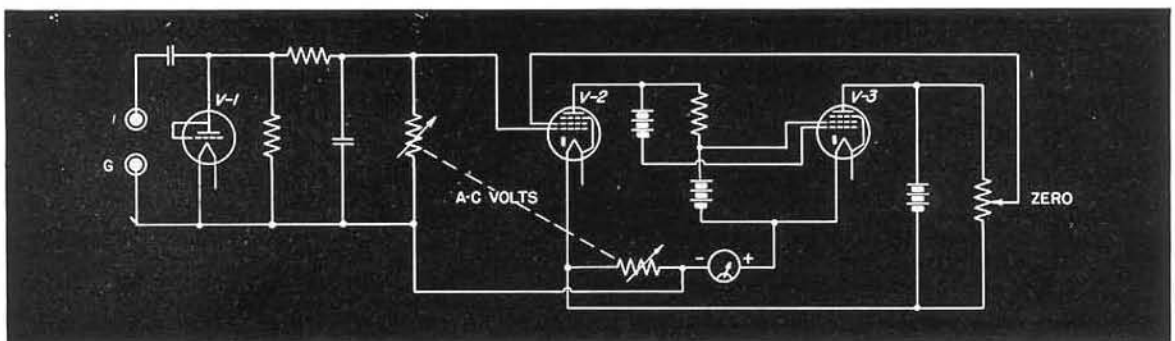 V-1
V-2
V-3
I
G
A-C VOLTS
ZERO
- +